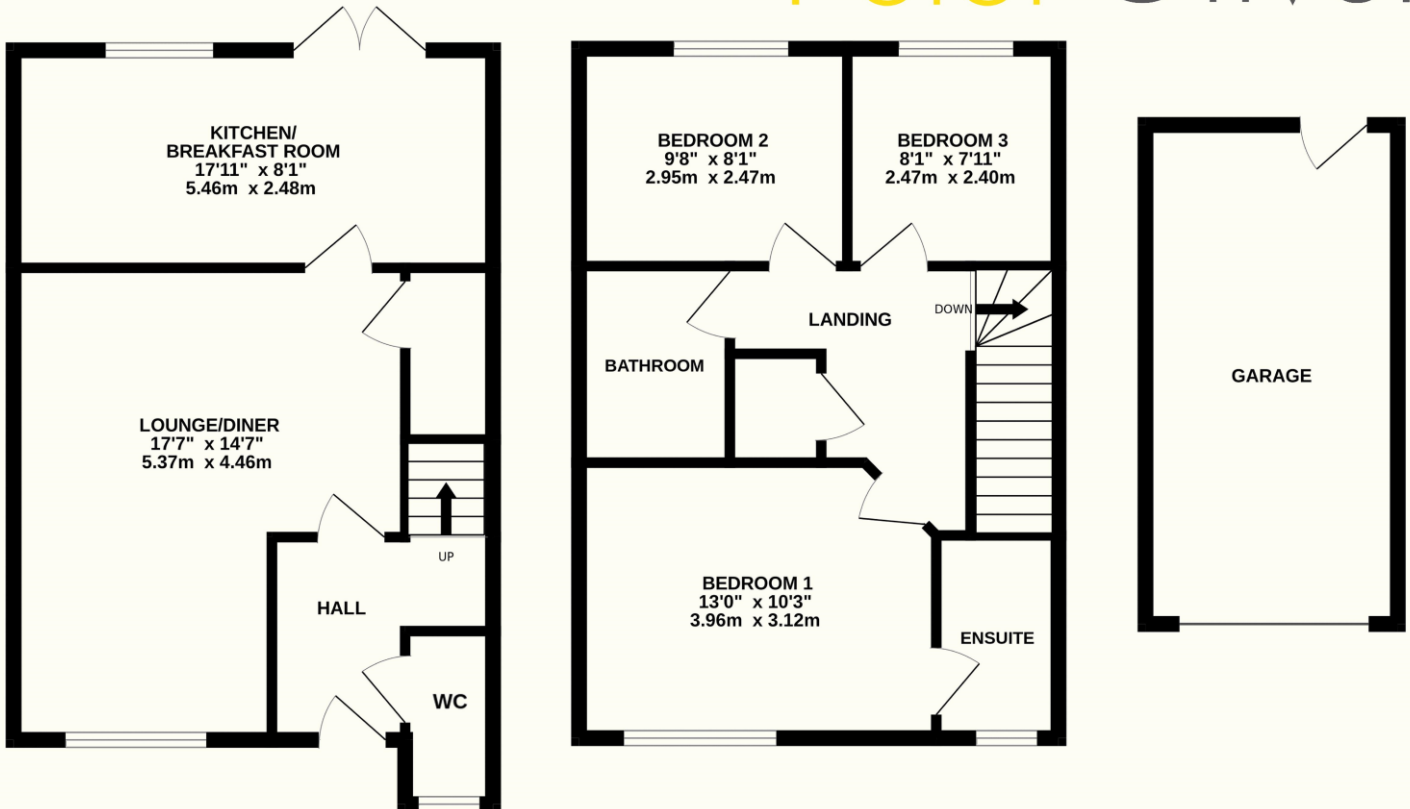 KITCHEN/
BREAKFAST ROOM
17'11" x 8'1"
5.46m x 2.48m
LOUNGE/DINER
17'7" x 14'7"
5.37m x 4.46m
UP
HALL
WC
BEDROOM 2
9'8" x 8'1"
2.95m x 2.47m
BEDROOM 3
8'1" x 7'11"
2.47m x 2.40m
LANDING
DOWN
BATHROOM
BEDROOM 1
13'0" x 10'3"
3.96m x 3.12m
ENSUITE
GARAGE